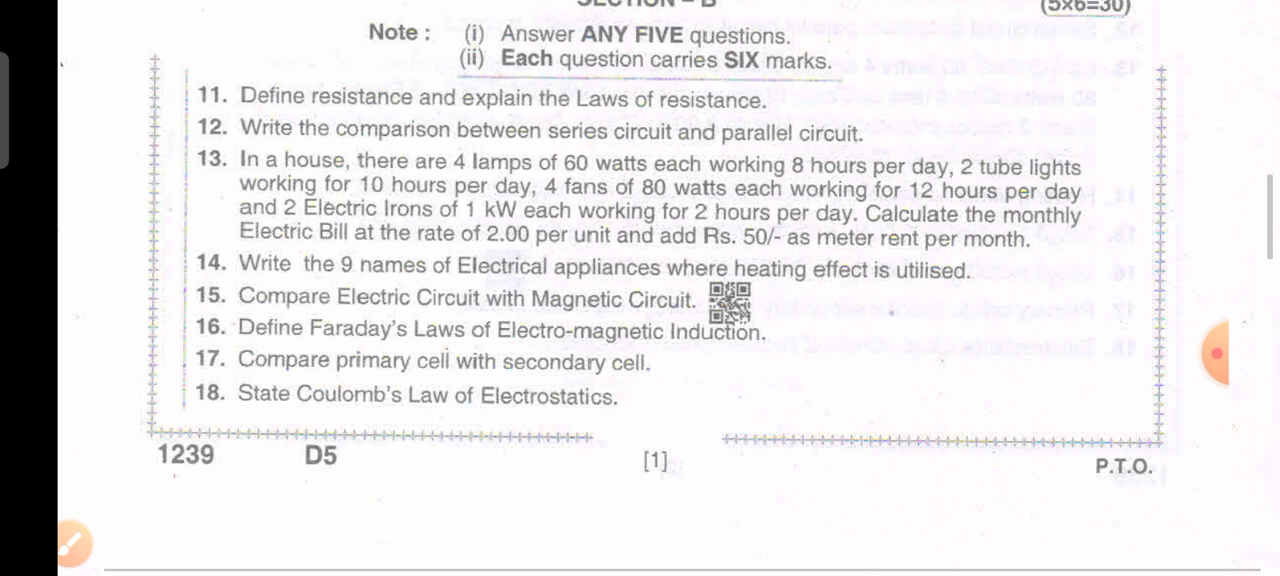 SECTION – B
(5x6=30)
Note : (i) Answer ANY FIVE questions.
(ii) Each question carries SIX marks.
11. Define resistance and explain the Laws of resistance.
12. Write the comparison between series circuit and parallel circuit.
13. In a house, there are 4 lamps of 60 watts each working 8 hours per day, 2 tube lights
working for 10 hours per day, 4 fans of 80 watts each working for 12 hours per day
and 2 Electric Irons of 1 kW each working for 2 hours per day. Calculate the monthly
Electric Bill at the rate of 2.00 per unit and add Rs. 50/- as meter rent per month.
14. Write the 9 names of Electrical appliances where heating effect is utilised.
15. Compare Electric Circuit with Magnetic Circuit.
16. Define Faraday's Laws of Electro-magnetic Induction.
17. Compare primary cell with secondary cell.
18. State Coulomb's Law of Electrostatics.
1239 D5 [1] P.T.O.